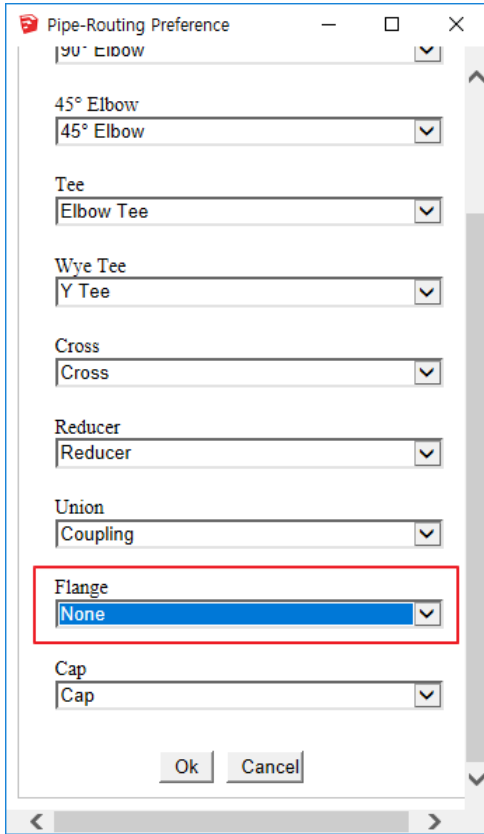 Pipe-Routing Preference
90° Elbow
45° Elbow
45° Elbow
Tee
Elbow Tee
Wye Tee
Y Tee
Cross
Cross
Reducer
Reducer
Union
Coupling
Flange
None
Cap
Cap
Ok Cancel